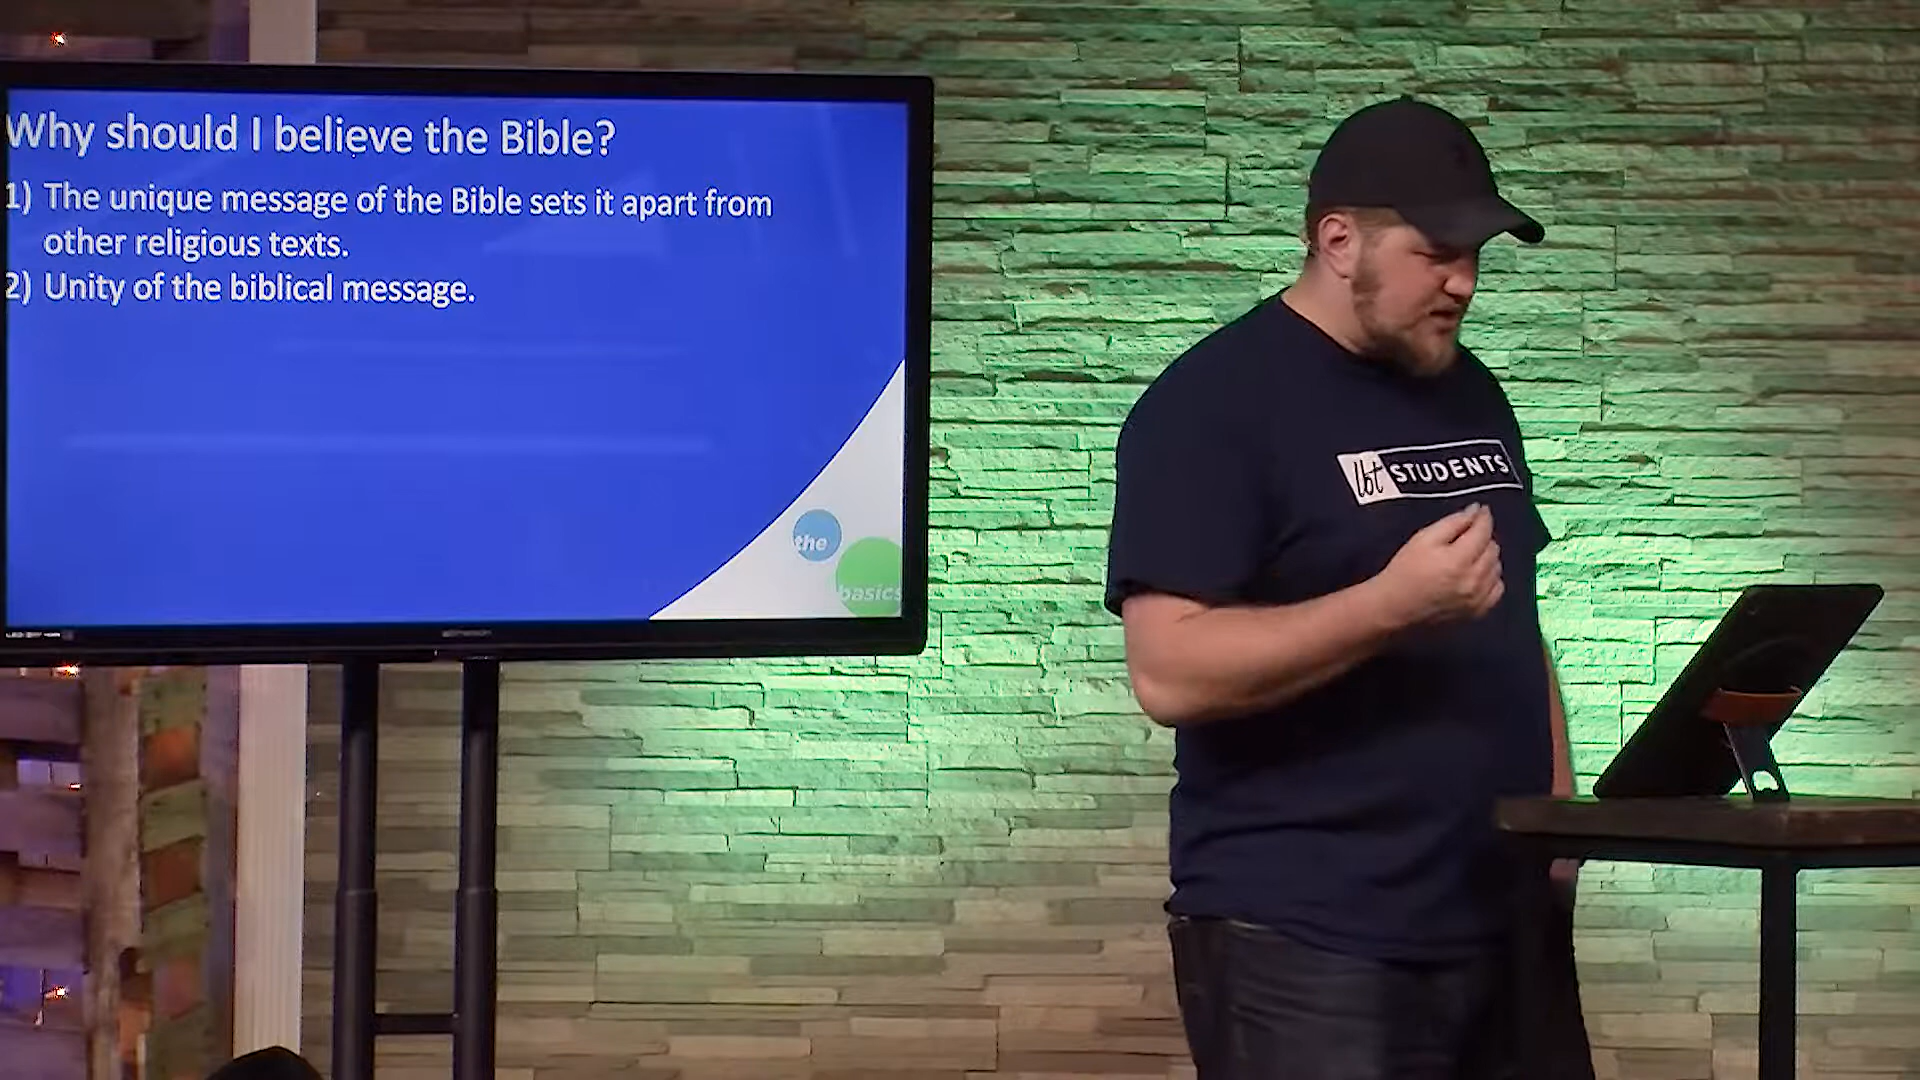 Why should I believe the Bible?
1) The unique message of the Bible sets it apart from
other religious texts.
2) Unity of the biblical message.
the
basics
lbt STUDENTS